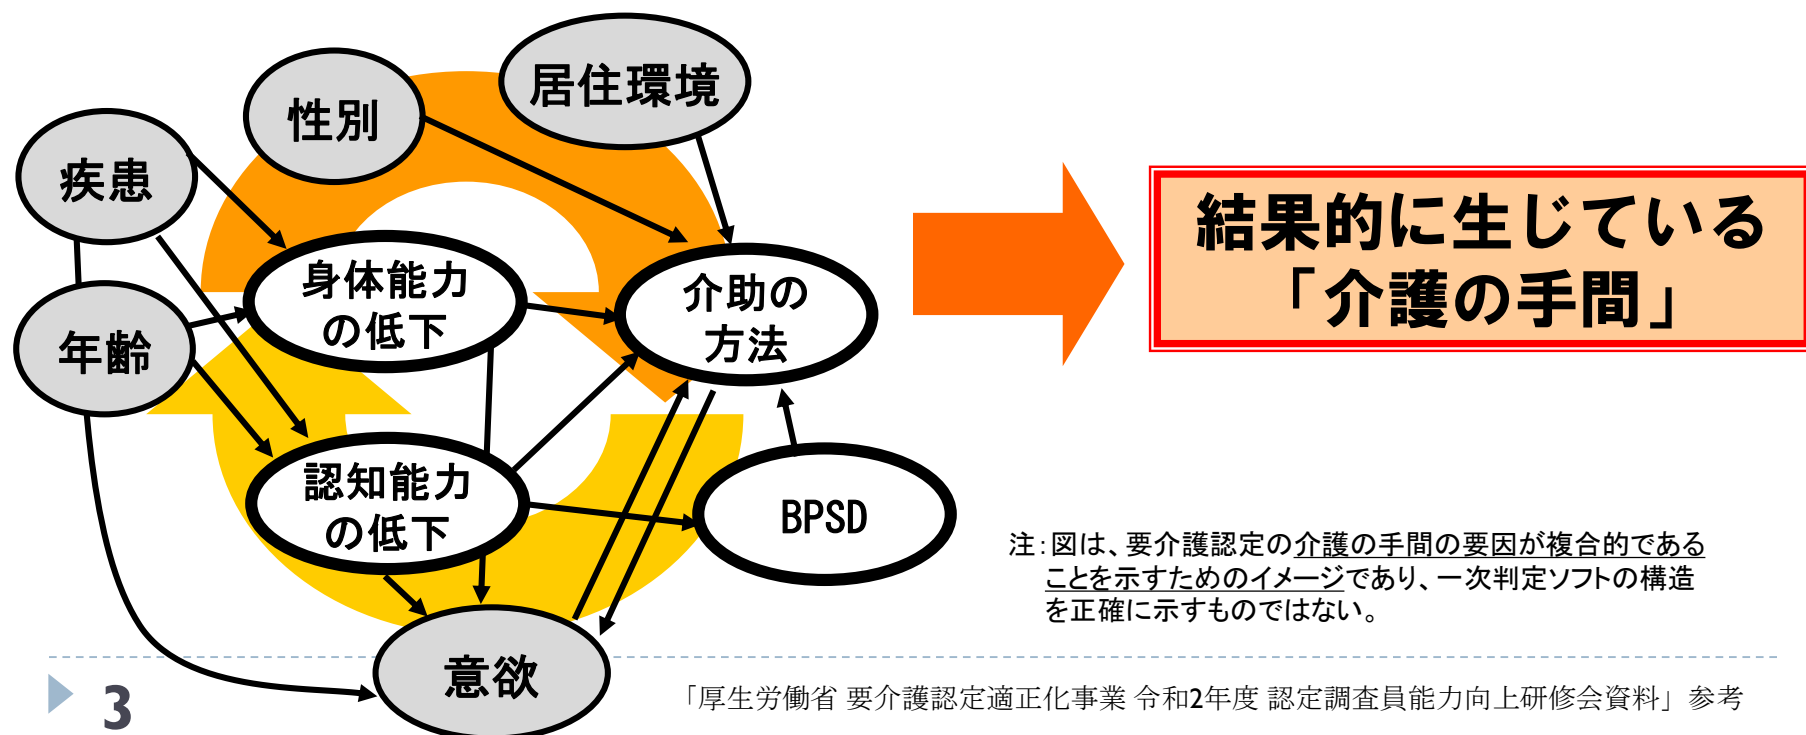 居住環境
性別
疾患
結果的に生じている
「介護の手間」
身体能力
の低下
介助の
方法
年齢
認知能力
の低下
BPSD
注：図は、要介護認定の介護の手間の要因が複合的である
ことを示すためのイメージであり、一次判定ソフトの構造
を正確に示すものではない。
意欲
3
「厚生労働省 要介護認定適正化事業 令和2年度 認定調査員能力向上研修会資料」参考